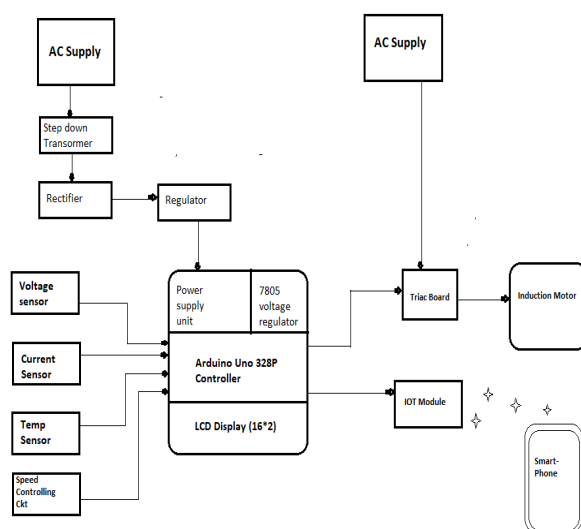 AC Supply
AC Supply
Step down
Transormer
Rectifier
Regulator
Power
supply
unit
7805
voltage
regulator
Voltage
sensor
Triac Board
Induction Motor
Current
Sensor
Arduino Uno 328P
Controller
IOT Module
Temp
Sensor
LCD Display (16*2)
Speed
Controlling
Ckt
Smart-
Phone